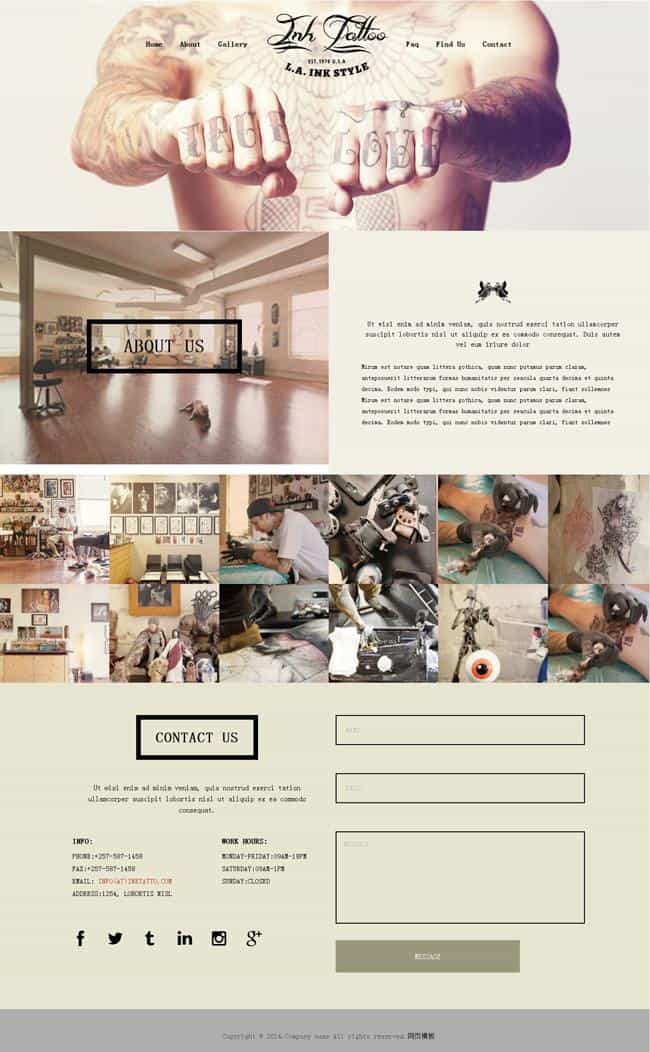 Home About Gallery
Ink Tattoo
EST.1974 U.S.A
L.A. INK STYLE
Faq Find Us Contact
TRUE LOVE
ABOUT US
Ut wisi enim ad minim veniam, quis nostrud exerci tation ullamcorper
suscipit lobortis nisl ut aliquip ex ea commodo consequat. Duis autem
vel eum iriure dolor
Mirum est notare quam littera gothica, quam nunc putamus parum claram,
anteposuerit litterarum formas humanitatis per seacula quarta decima et quinta
decima. Eodem modo typi, qui nunc nobis videntur parum clari, fiant sollemnes
Mirum est notare quam littera gothica, quam nunc putamus parum claram,
anteposuerit litterarum formas humanitatis per seacula quarta decima et quinta
decima. Eodem modo typi, qui nunc nobis videntur parum clari, fiant sollemnes
CONTACT US
Ut wisi enim ad minim veniam, quis nostrud exerci tation
ullamcorper suscipit lobortis nisl ut aliquip ex ea commodo
consequat.
INFO:
PHONE:+257-587-1458
FAX:+257-587-1458
EMAIL: INFO(AT)INKTATTO.COM
ADDRESS:1254, LOBORTIS NISL
WORK HOURS:
MONDAY-FRIDAY:09AM-18PM
SATURDAY:09AM-1PM
SUNDAY:CLOSED
NAME
EMAIL
MESSAGE
MESSAGE
Copyright © 2014.Company name All rights reserved.网页模板